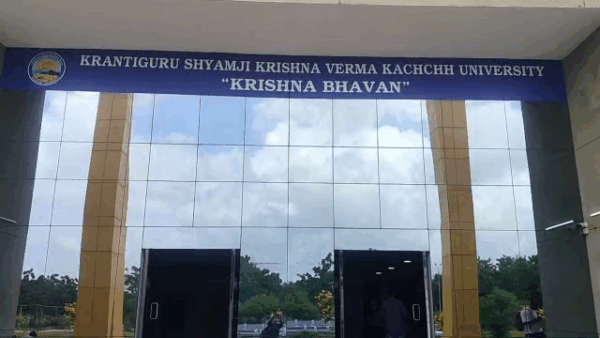 KRANTIGURU SHYAMJI KRISHNA VERMA KACHCHH UNIVERSITY
"KRISHNA BHAVAN"